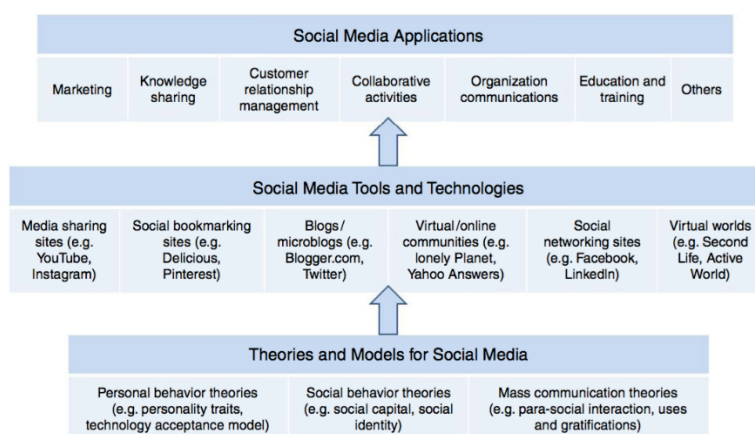 Social Media Applications
Marketing
Knowledge
sharing
Customer
relationship
management
Collaborative
activities
Organization
communications
Education and
training
Others
Social Media Tools and Technologies
Media sharing
sites (e.g.
YouTube,
Instagram)
Social bookmarking
sites (e.g.
Delicious,
Pinterest)
Blogs/
microblogs (e.g.
Blogger.com,
Twitter)
Virtual/online
communities (e.g.
lonely Planet,
Yahoo Answers)
Social
networking sites
(e.g. Facebook,
LinkedIn)
Virtual worlds
(e.g. Second
Life, Active
World)
Theories and Models for Social Media
Personal behavior theories
(e.g. personality traits,
technology acceptance model)
Social behavior theories
(e.g. social capital, social
identity)
Mass communication theories
(e.g. para-social interaction, uses
and gratifications)